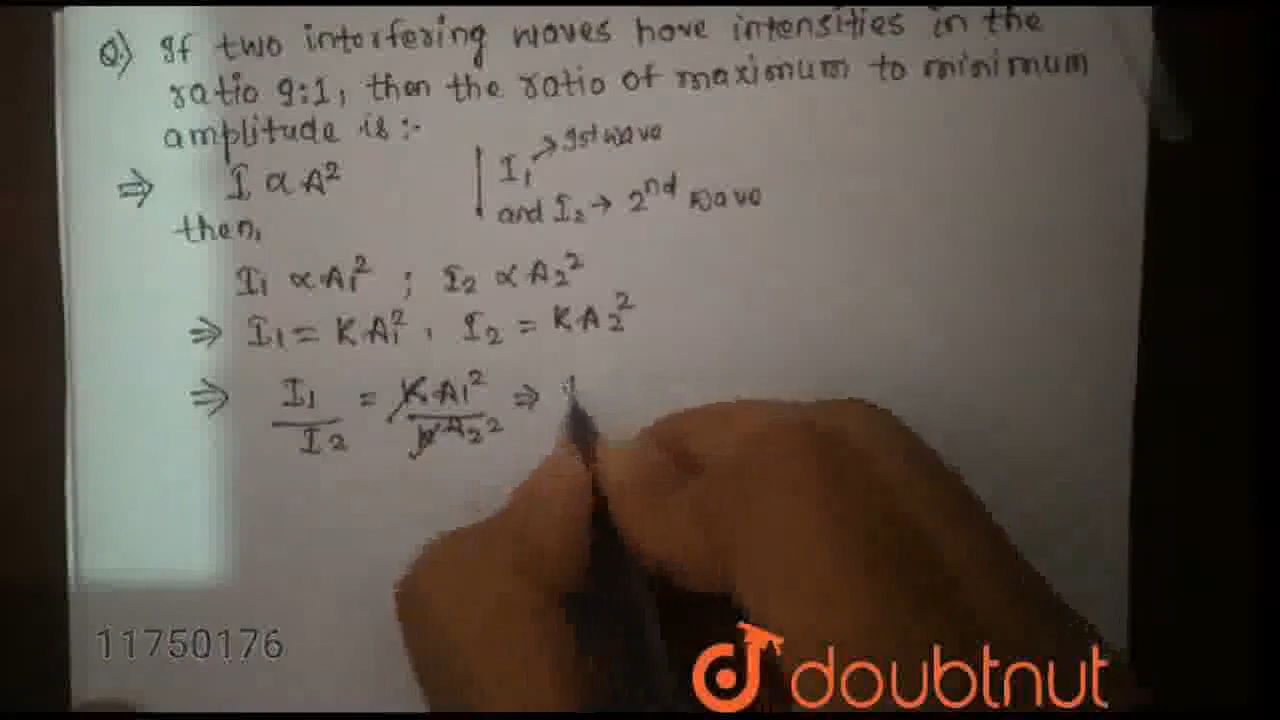 Q.) If two interfering waves have intensities in the
ratio 9:1, then the ratio of maximum to minimum
amplitude is :-
⇒ I ∝ A²
I₁ → Ist wave
and I₂ → 2nd wave
then,
I₁ ∝ A₁² ; I₂ ∝ A₂²
⇒ I₁ = KA₁² , I₂ = KA₂²
⇒ I₁/I₂ = KA₁²/KA₂² ⇒
11750176
doubtnut